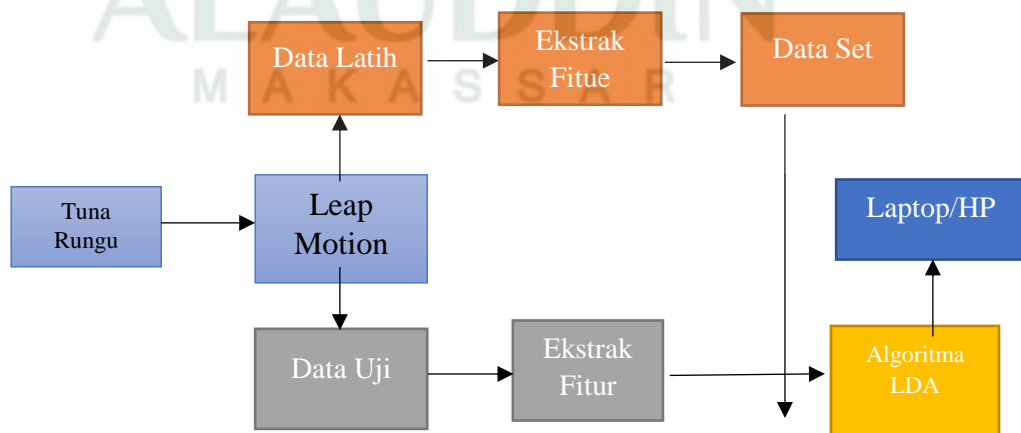 ALAUDDIN
MAKASSAR
Data Latih
Ekstrak
Fitue
Data Set
Tuna
Rungu
Leap
Motion
Laptop/HP
Data Uji
Ekstrak
Fitur
Algoritma
LDA